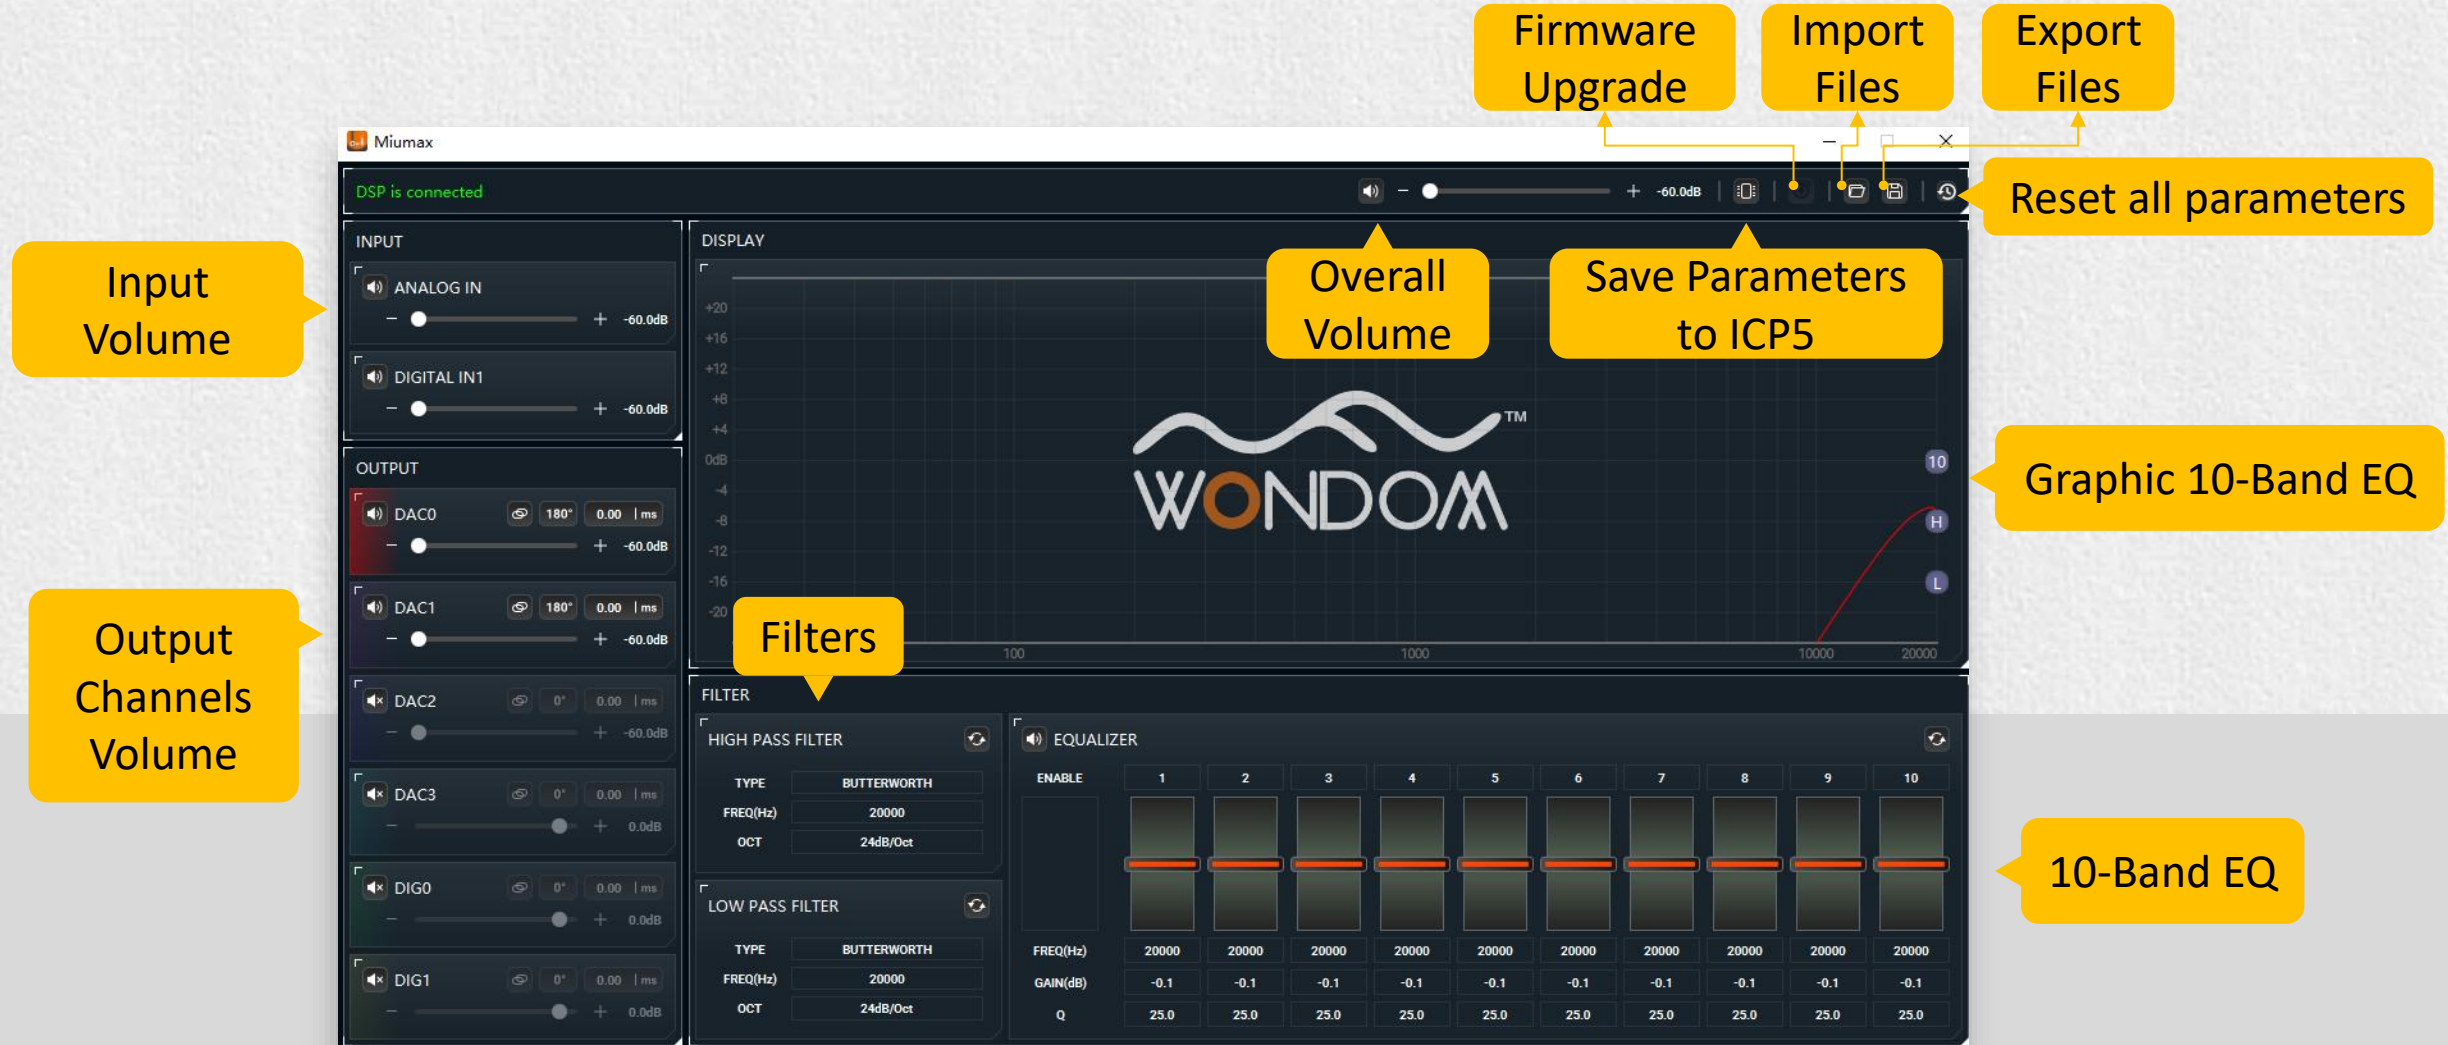 Firmware
Upgrade
Import
Files
Export
Files
Miumax
DSP is connected
-60.0dB
Reset all parameters
Input
Volume
INPUT
ANALOG IN
-60.0dB
DIGITAL IN1
-60.0dB
DISPLAY
Overall
Volume
Save Parameters
to ICP5
+20
+16
+12
+8
+4
0dB
-4
-8
-12
-16
-20
100
1000
10000
20000
WONDOM TM
10
H
L
Graphic 10-Band EQ
Output
Channels
Volume
OUTPUT
DAC0 180° 0.00 | ms
-60.0dB
DAC1 180° 0.00 | ms
-60.0dB
DAC2 0° 0.00 | ms
-60.0dB
DAC3 0° 0.00 | ms
0.0dB
DIG0 0° 0.00 | ms
0.0dB
DIG1 0° 0.00 | ms
0.0dB
Filters
FILTER
HIGH PASS FILTER
TYPE BUTTERWORTH
FREQ(Hz) 20000
OCT 24dB/Oct
LOW PASS FILTER
TYPE BUTTERWORTH
FREQ(Hz) 20000
OCT 24dB/Oct
EQUALIZER
ENABLE 1 2 3 4 5 6 7 8 9 10
FREQ(Hz) 20000 20000 20000 20000 20000 20000 20000 20000 20000 20000
GAIN(dB) -0.1 -0.1 -0.1 -0.1 -0.1 -0.1 -0.1 -0.1 -0.1 -0.1
Q 25.0 25.0 25.0 25.0 25.0 25.0 25.0 25.0 25.0 25.0
10-Band EQ